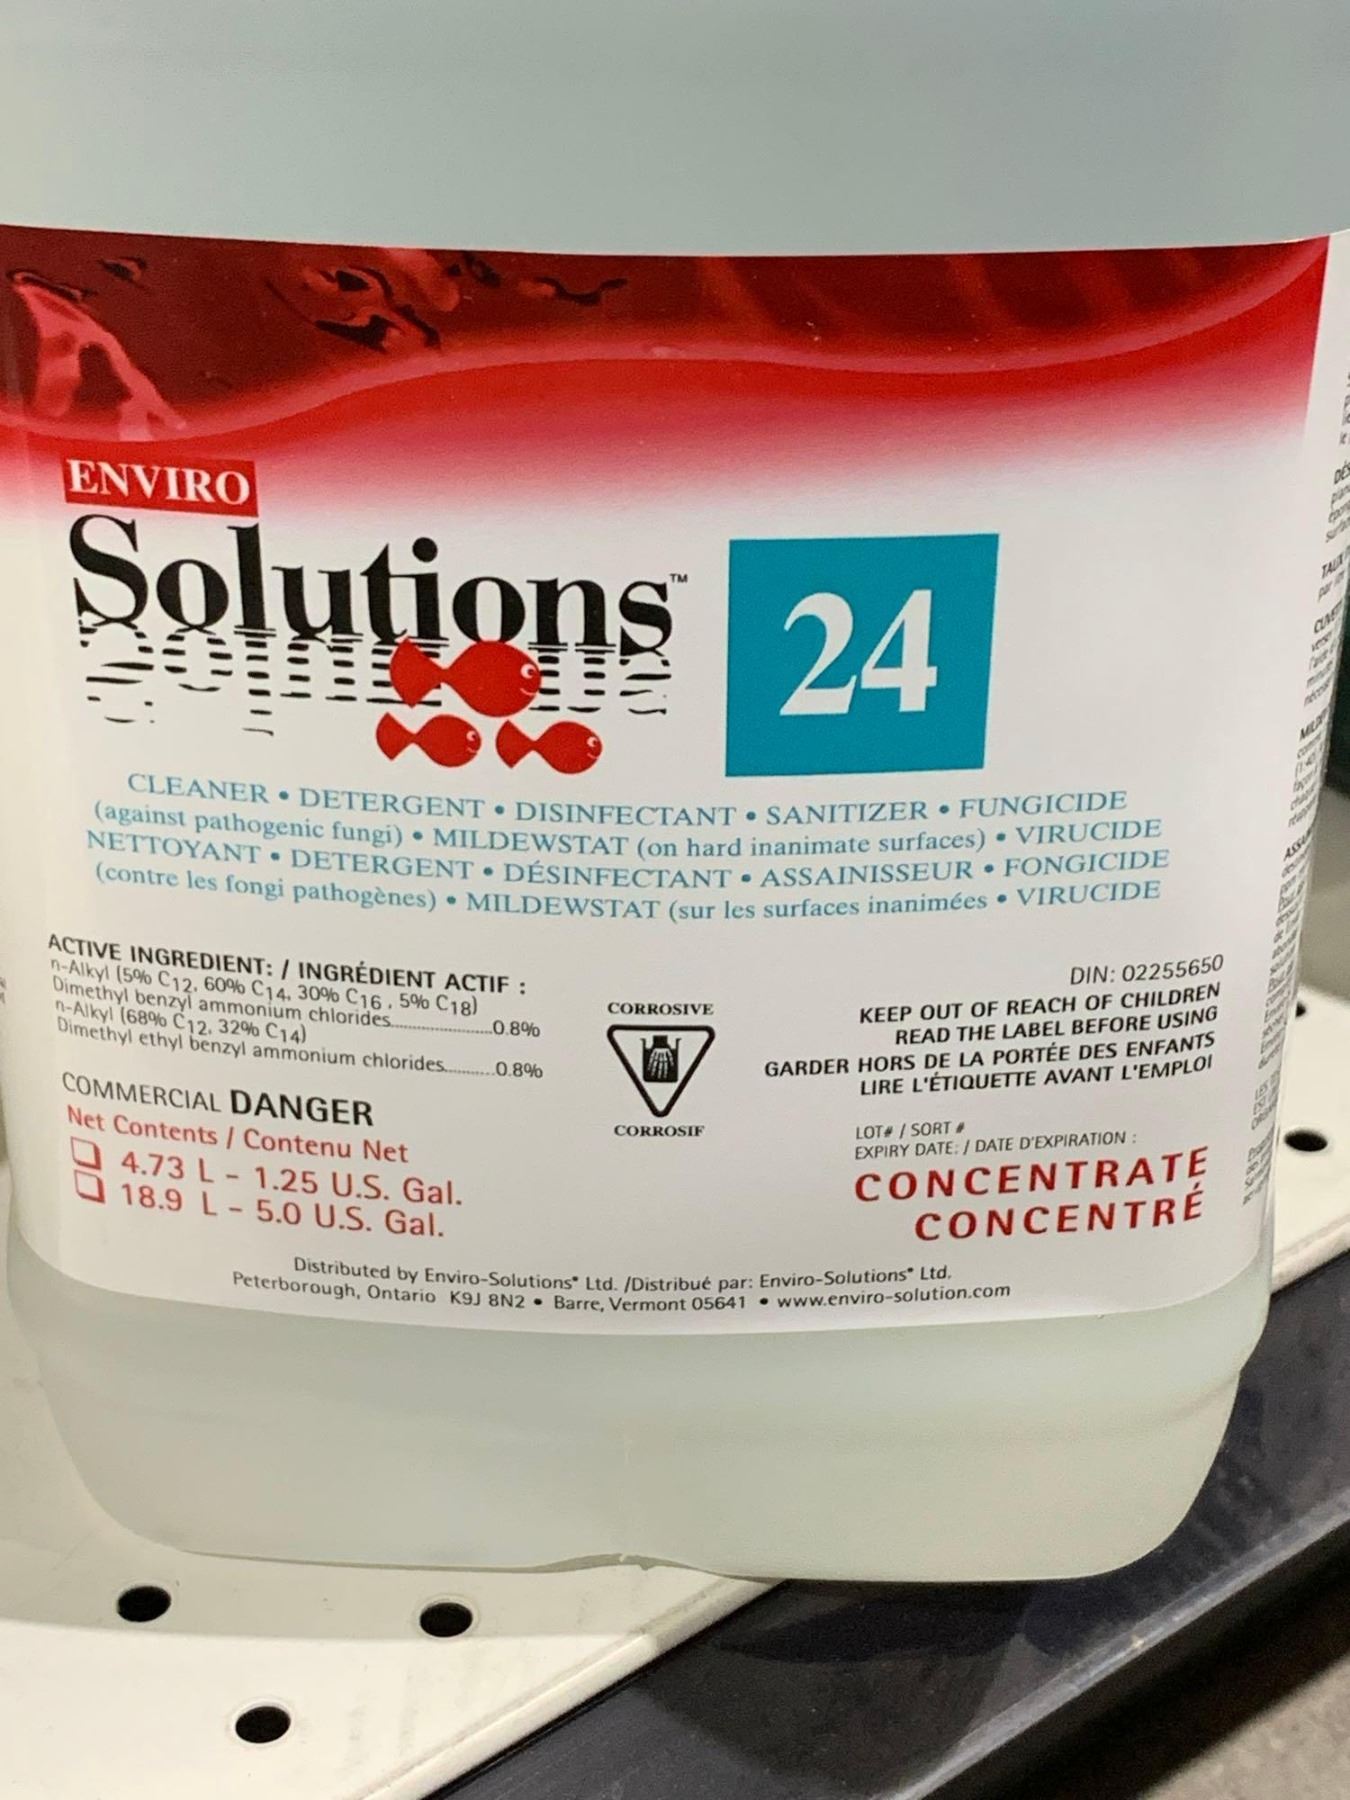 ENVIRO
Solutions™
24
CLEANER • DETERGENT • DISINFECTANT • SANITIZER • FUNGICIDE
(against pathogenic fungi) • MILDEWSTAT (on hard inanimate surfaces) • VIRUCIDE
NETTOYANT • DETERGENT • DÉSINFECTANT • ASSAINISSEUR • FONGICIDE
(contre les fongi pathogènes) • MILDEWSTAT (sur les surfaces inanimées • VIRUCIDE
ACTIVE INGREDIENT: / INGRÉDIENT ACTIF :
n-Alkyl (5% C12, 60% C14, 30% C16 , 5% C18)
Dimethyl benzyl ammonium chlorides....................0.8%
n-Alkyl (68% C12, 32% C14)
Dimethyl ethyl benzyl ammonium chlorides...........0.8%
COMMERCIAL DANGER
Net Contents / Contenu Net
4.73 L - 1.25 U.S. Gal.
18.9 L - 5.0 U.S. Gal.
CORROSIVE
CORROSIF
DIN: 02255650
KEEP OUT OF REACH OF CHILDREN
READ THE LABEL BEFORE USING
GARDER HORS DE LA PORTÉE DES ENFANTS
LIRE L'ÉTIQUETTE AVANT L'EMPLOI
LOT# / SORT #
EXPIRY DATE: / DATE D'EXPIRATION :
CONCENTRATE
CONCENTRÉ
Distributed by Enviro-Solutions® Ltd. /Distribué par: Enviro-Solutions® Ltd.
Peterborough, Ontario K9J 8N2 • Barre, Vermont 05641 • www.enviro-solution.com